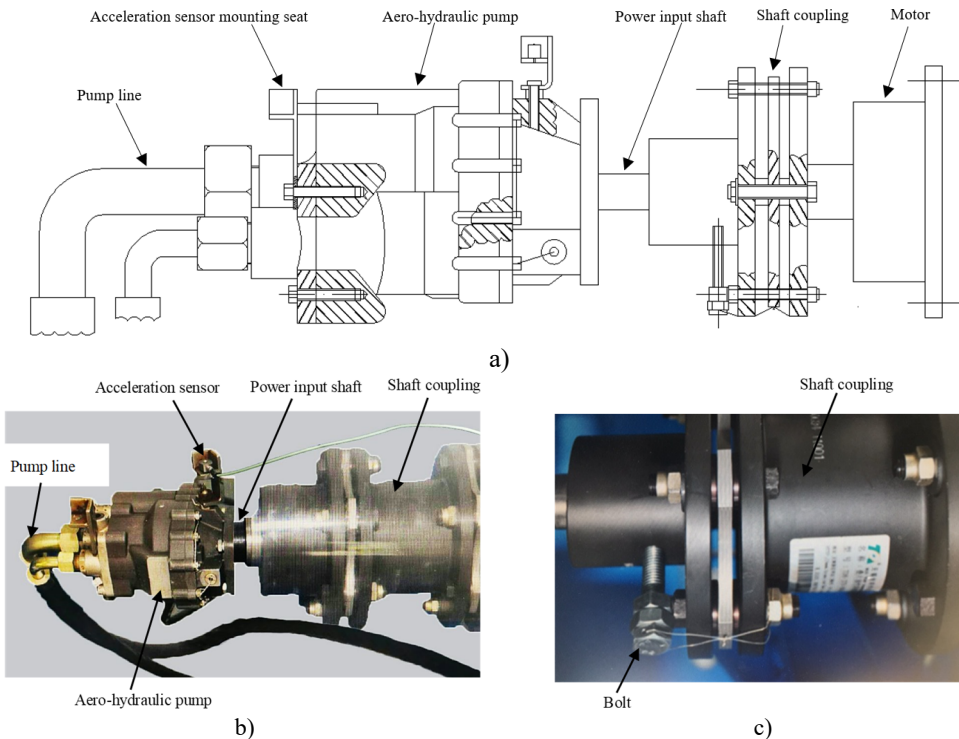 Acceleration sensor mounting seat
Aero-hydraulic pump
Power input shaft
Shaft coupling
Motor
Pump line
a)
Acceleration sensor
Power input shaft
Shaft coupling
Pump line
Aero-hydraulic pump
b)
Shaft coupling
Bolt
c)